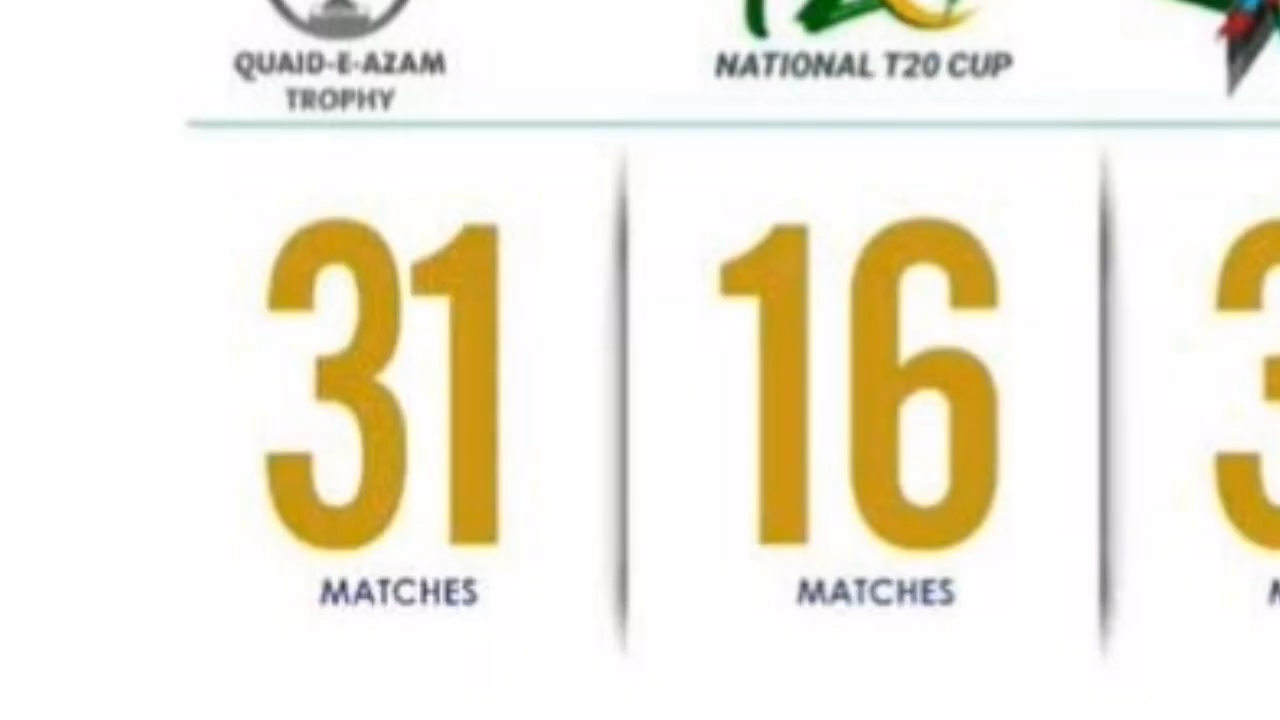 QUAID-E-AZAM
TROPHY
NATIONAL T20 CUP
31
16
MATCHES
MATCHES